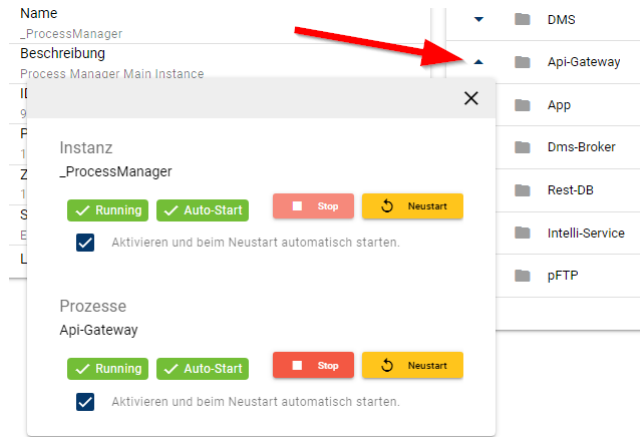 Name
_ProcessManager
Beschreibung
Process Manager Main Instance
DMS
Api-Gateway
App
Dms-Broker
Rest-DB
Intelli-Service
pFTP
Instanz
_ProcessManager
Running
Auto-Start
Stop
Neustart
Aktivieren und beim Neustart automatisch starten.
Prozesse
Api-Gateway
Running
Auto-Start
Stop
Neustart
Aktivieren und beim Neustart automatisch starten.